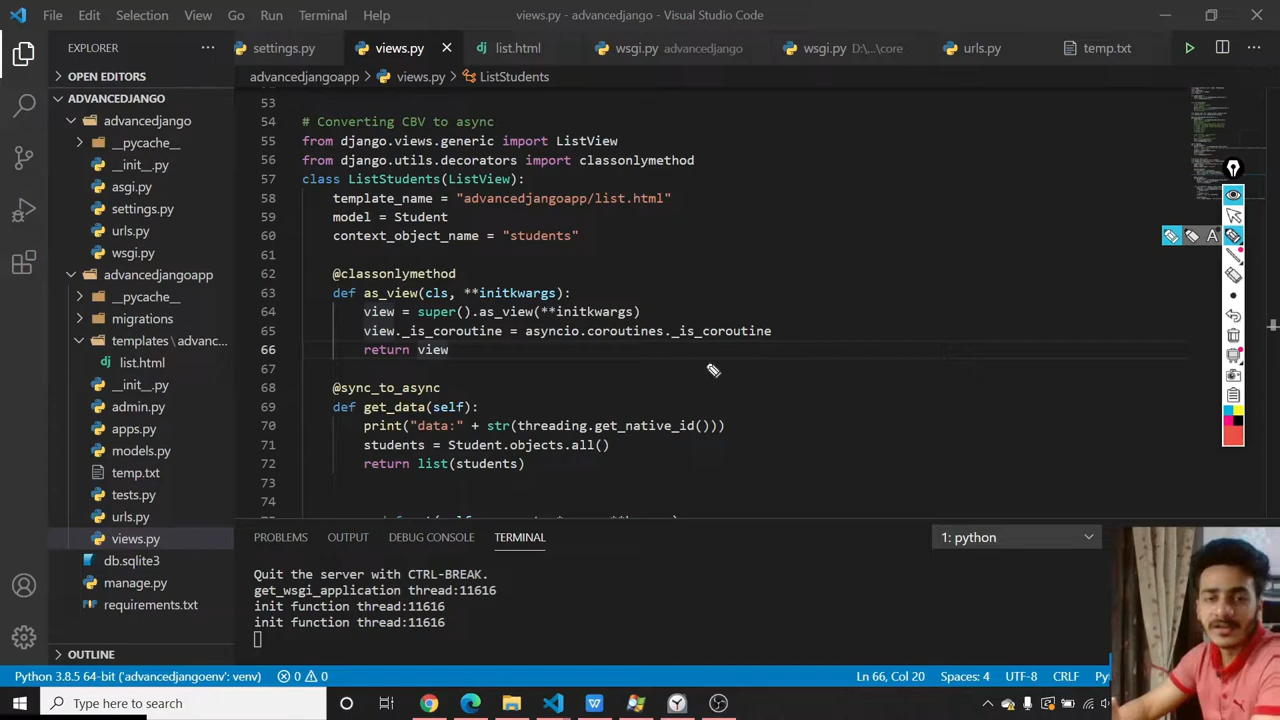 File Edit Selection View Go Run Terminal Help
views.py - advancedjango - Visual Studio Code
EXPLORER
settings.py
views.py
list.html
wsgi.py advancedjango
wsgi.py D:\...\core
urls.py
temp.txt
OPEN EDITORS
ADVANCEDJANGO
advancedjango
__pycache__
__init__.py
asgi.py
settings.py
urls.py
wsgi.py
advancedjangoapp
__pycache__
migrations
templates \ advanc...
list.html
__init__.py
admin.py
apps.py
models.py
temp.txt
tests.py
urls.py
views.py
db.sqlite3
manage.py
requirements.txt
OUTLINE
advancedjangoapp > views.py > ListStudents
53
54 # Converting CBV to async
55 from django.views.generic import ListView
56 from django.utils.decorators import classonlymethod
57 class ListStudents(ListView):
58 template_name = "advancedjangoapp/list.html"
59 model = Student
60 context_object_name = "students"
61
62 @classonlymethod
63 def as_view(cls, **initkwargs):
64 view = super().as_view(**initkwargs)
65 view._is_coroutine = asyncio.coroutines._is_coroutine
66 return view
67
68 @sync_to_async
69 def get_data(self):
70 print("data:" + str(threading.get_native_id()))
71 students = Student.objects.all()
72 return list(students)
73
74
A
PROBLEMS OUTPUT DEBUG CONSOLE TERMINAL
1: python
Quit the server with CTRL-BREAK.
get_wsgi_application thread:11616
init function thread:11616
init function thread:11616
Python 3.8.5 64-bit ('advancedjangoenv': venv) 0 0
Ln 66, Col 20 Spaces: 4 UTF-8 CRLF Py
Type here to search